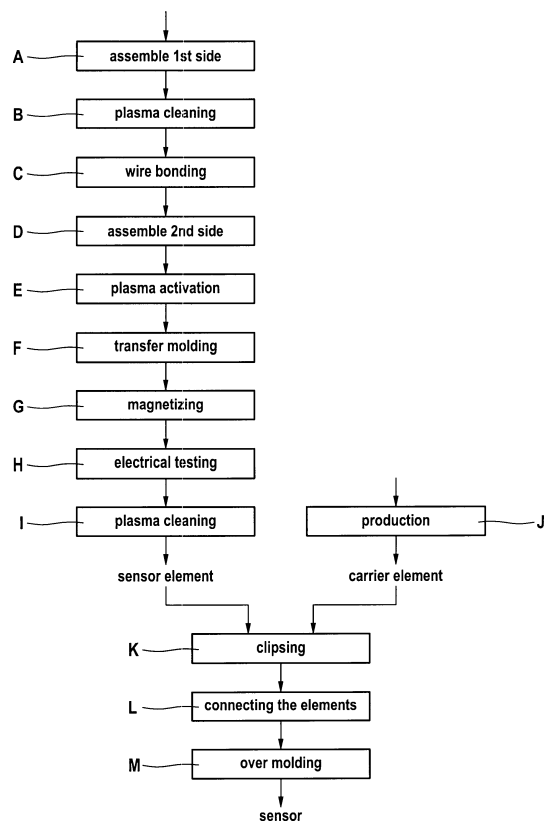 A assemble 1st side
B plasma cleaning
C wire bonding
D assemble 2nd side
E plasma activation
F transfer molding
G magnetizing
H electrical testing
I plasma cleaning
production J
sensor element
carrier element
K clipsing
L connecting the elements
M over molding
sensor